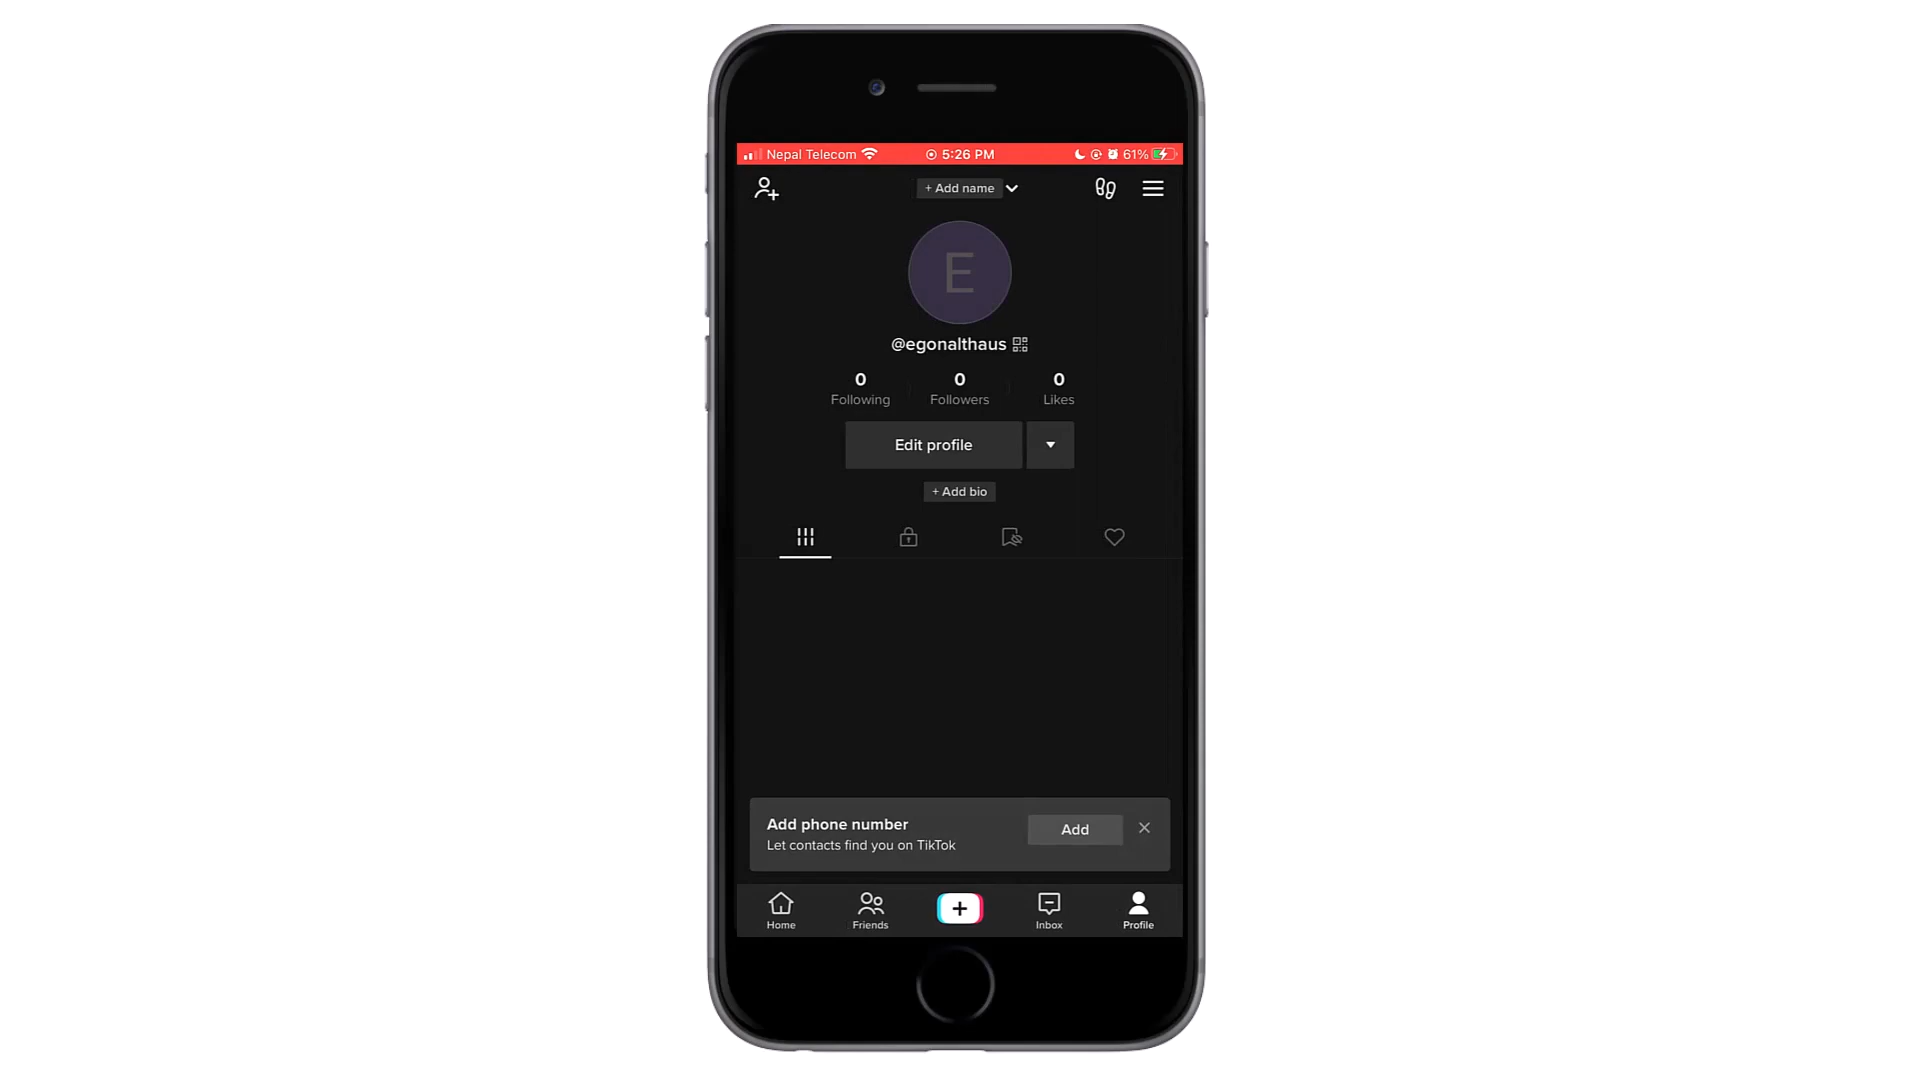 Nepal Telecom 5:26 PM 61%
+ Add name
E
@egonalthaus
0 0 0
Following Followers Likes
Edit profile
+ Add bio
Add phone number
Let contacts find you on TikTok
Add
Home Friends Inbox Profile